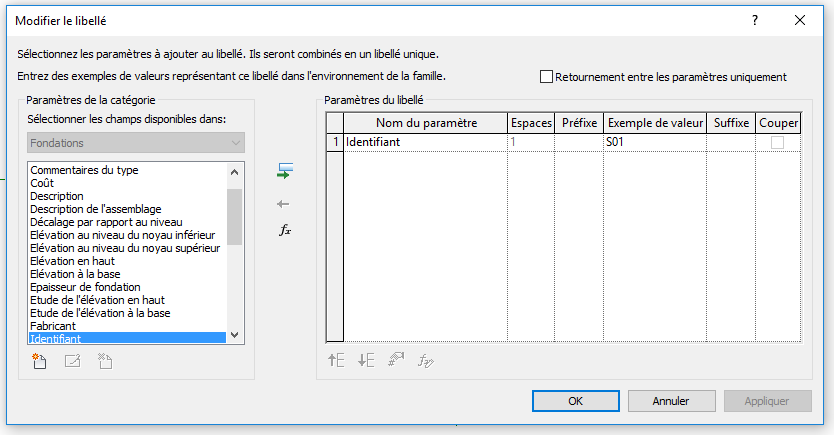 Modifier le libellé
Sélectionnez les paramètres à ajouter au libellé. Ils seront combinés en un libellé unique.
Entrez des exemples de valeurs représentant ce libellé dans l'environnement de la famille.
Retournement entre les paramètres uniquement
Paramètres de la catégorie
Sélectionner les champs disponibles dans:
Fondations
Commentaires du type
Coût
Description
Description de l'assemblage
Décalage par rapport au niveau
Elévation au niveau du noyau inférieur
Elévation au niveau du noyau supérieur
Elévation en haut
Elévation à la base
Epaisseur de fondation
Etude de l'élévation en haut
Etude de l'élévation à la base
Fabricant
Identifiant
fx
Paramètres du libellé
Nom du paramètre Espaces Préfixe Exemple de valeur Suffixe Couper
1 Identifiant 1 S01
OK Annuler Appliquer